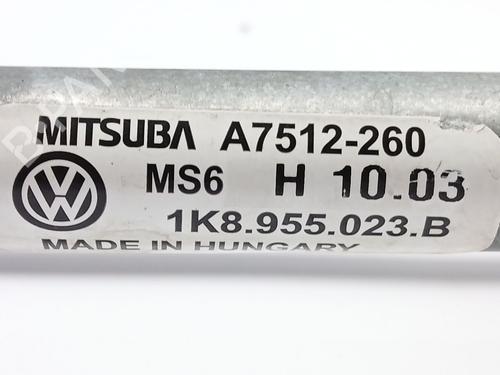 MITSUBA A7512-260
MS6 H 10.03
1K8.955.023.B
MADE IN HUNGARY